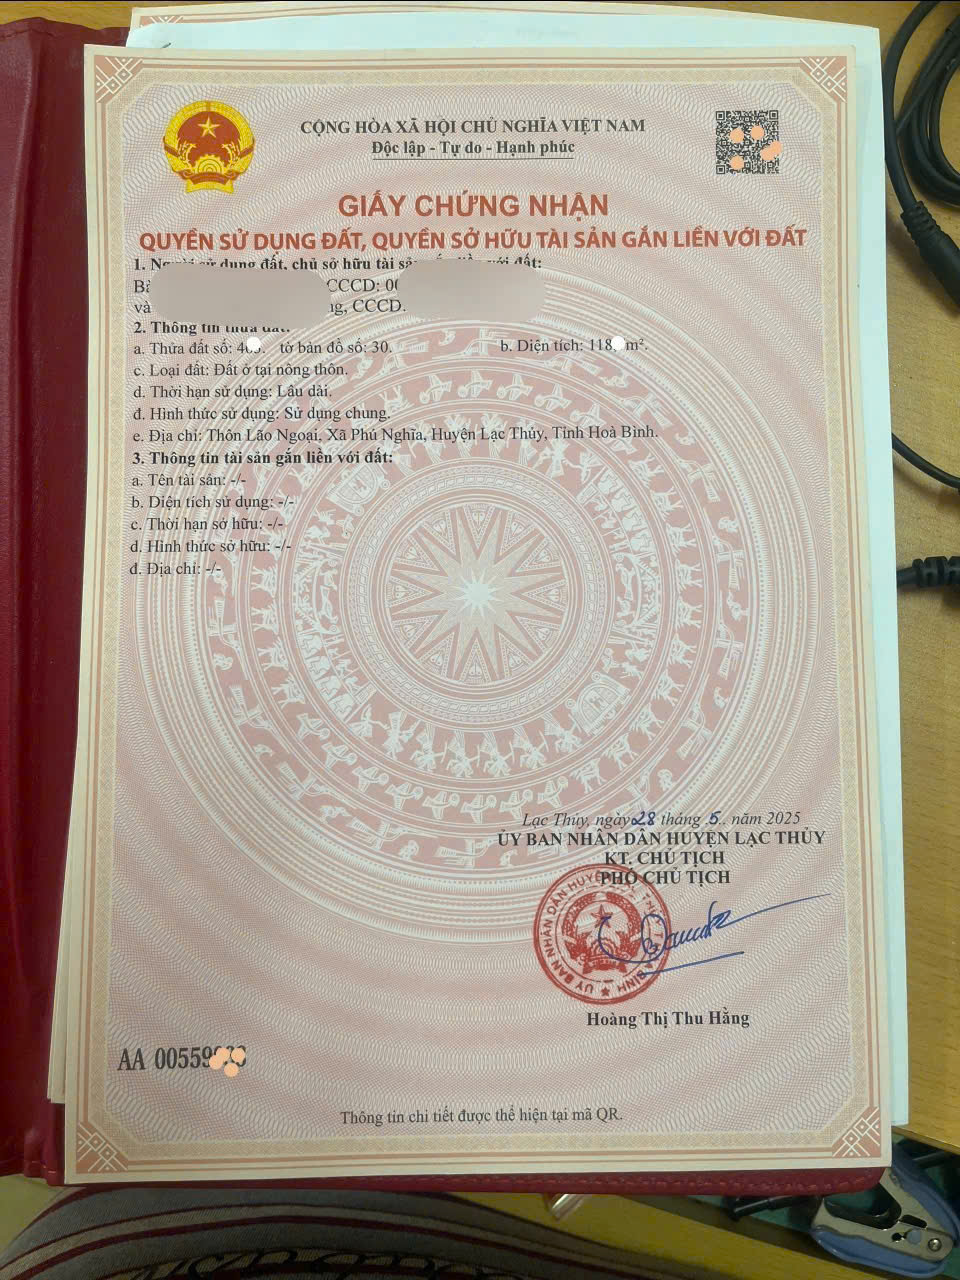 CỘNG HÒA XÃ HỘI CHỦ NGHĨA VIỆT NAM
Độc lập - Tự do - Hạnh phúc
GIẤY CHỨNG NHẬN
QUYỀN SỬ DỤNG ĐẤT, QUYỀN SỞ HỮU TÀI SẢN GẮN LIỀN VỚI ĐẤT
1. Người sử dụng đất, chủ sở hữu tài sản gắn liền với đất:
CCCD:
và CCCD.
2. Thông tin thửa đất:
a. Thửa đất số: tờ bản đồ số: 30. b. Diện tích: 118, m².
c. Loại đất: Đất ở tại nông thôn.
d. Thời hạn sử dụng: Lâu dài.
đ. Hình thức sử dụng: Sử dụng chung.
e. Địa chỉ: Thôn Lão Ngoại, Xã Phú Nghĩa, Huyện Lạc Thủy, Tỉnh Hoà Bình.
3. Thông tin tài sản gắn liền với đất:
a. Tên tài sản: -/-
b. Diện tích sử dụng: -/-
c. Thời hạn sở hữu: -/-
d. Hình thức sở hữu: -/-
đ. Địa chỉ: -/-
Lạc Thủy, ngày 28 tháng 5.. năm 2025
ỦY BAN NHÂN DÂN HUYỆN LẠC THỦY
KT. CHỦ TỊCH
PHÓ CHỦ TỊCH
Hoàng Thị Thu Hằng
AA 00559
Thông tin chi tiết được thể hiện tại mã QR.